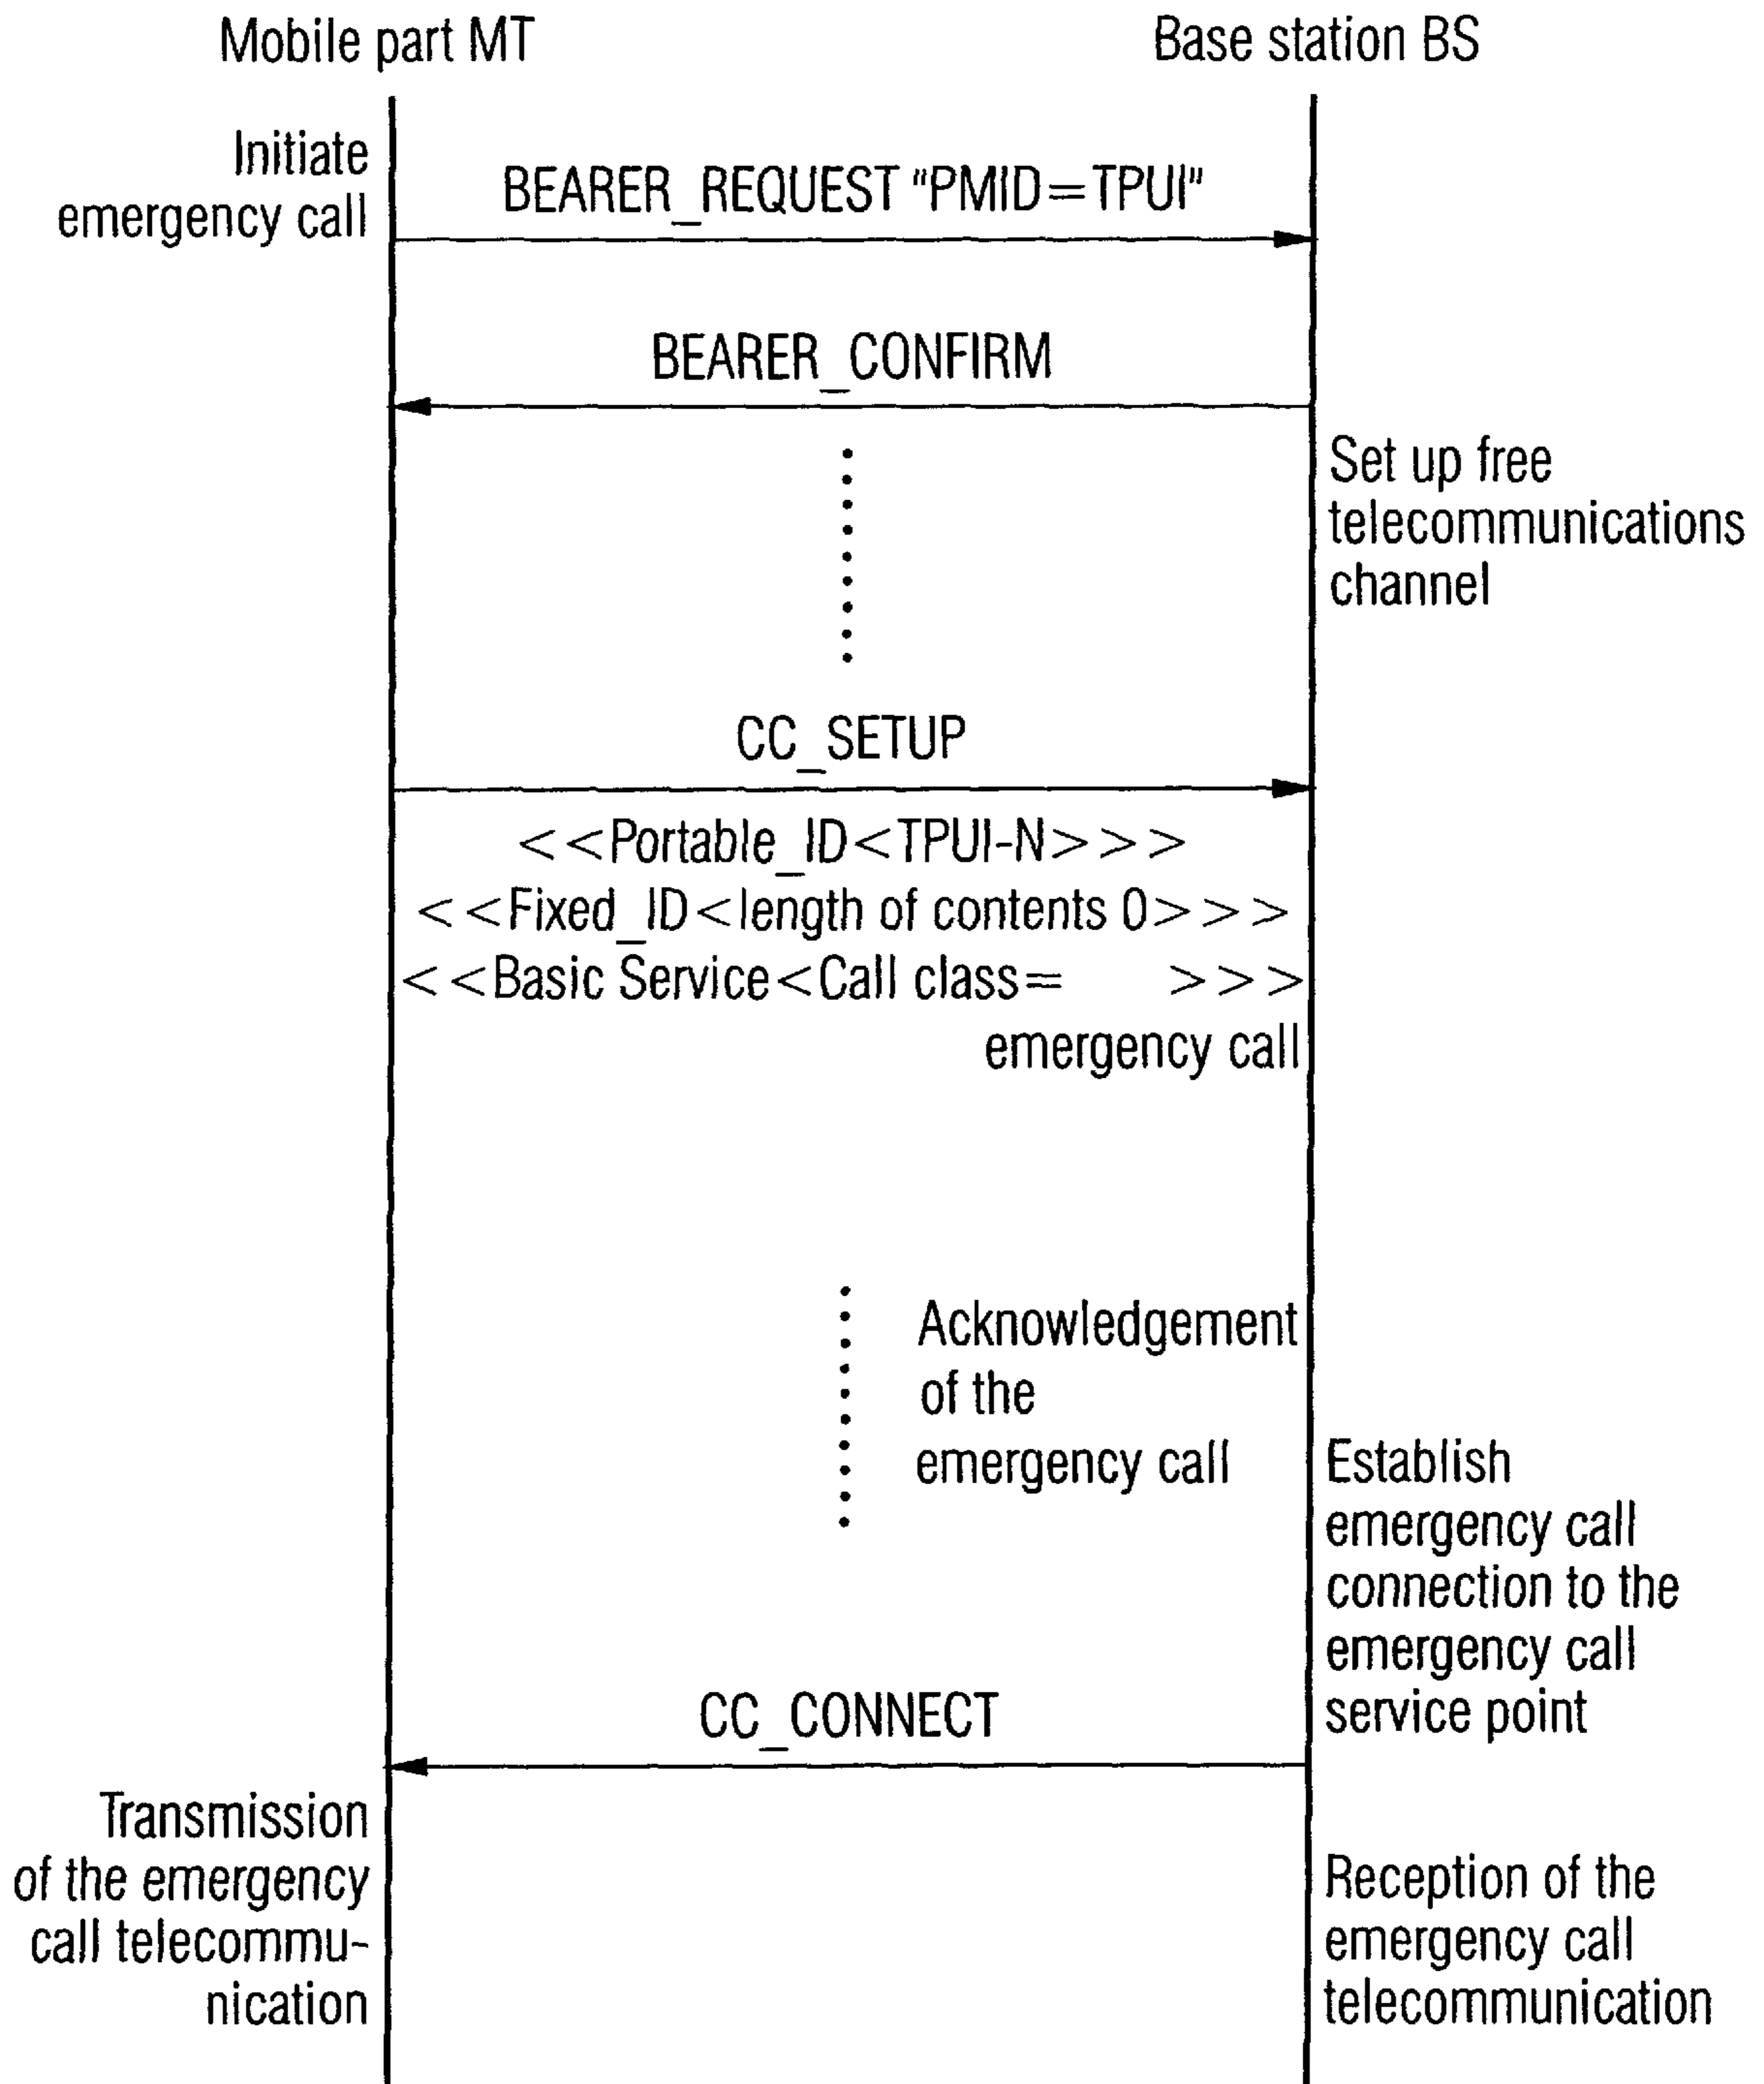 Mobile part MT
Base station BS
Initiate
emergency call
BEARER_REQUEST "PMID=TPUI"
BEARER_CONFIRM
Set up free
telecommunications
channel
CC_SETUP
<<Portable_ID<TPUI-N>>>
<<Fixed_ID<length of contents 0>>>
<<Basic Service<Call class= >>>
emergency call
Acknowledgement
of the
emergency call
Establish
emergency call
connection to the
emergency call
service point
CC_CONNECT
Transmission
of the emergency
call telecommu-
nication
Reception of the
emergency call
telecommunication